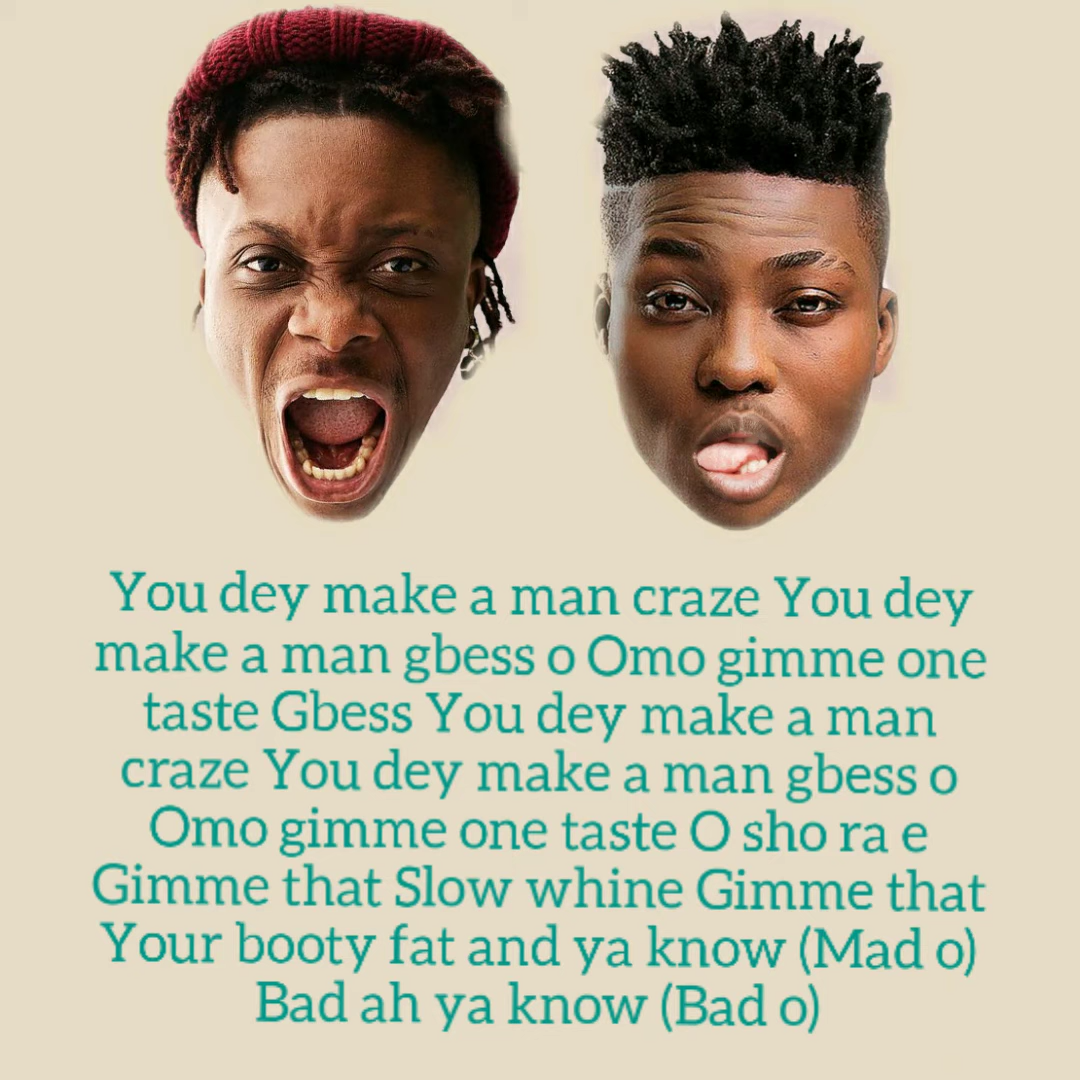 You dey make a man craze You dey
make a man gbess o Omo gimme one
taste Gbess You dey make a man
craze You dey make a man gbess o
Omo gimme one taste O sho ra e
Gimme that Slow whine Gimme that
Your booty fat and ya know (Mad o)
Bad ah ya know (Bad o)